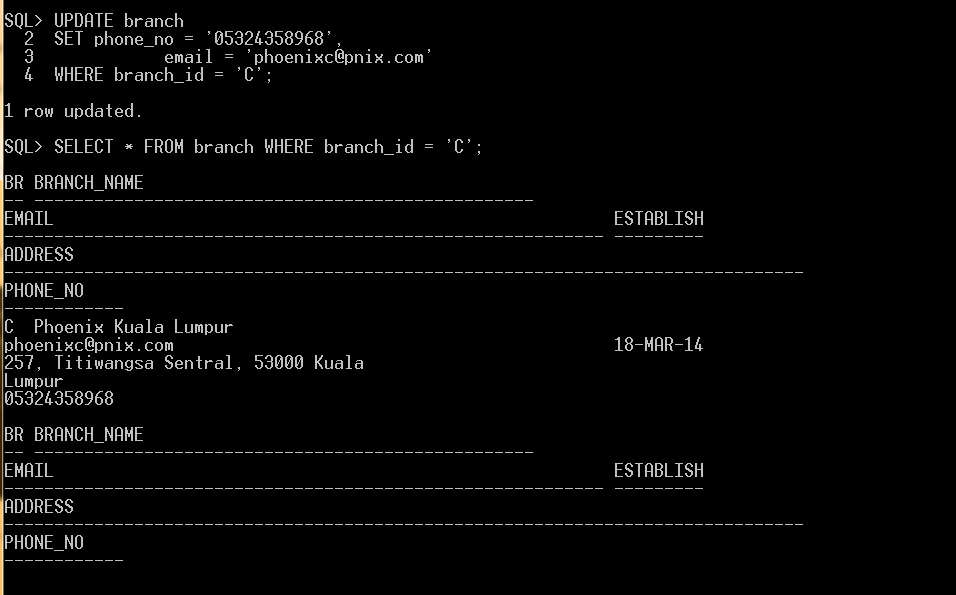 SQL> UPDATE branch
  2  SET phone_no = '05324358968',
  3             email = 'phoenixc@pnix.com'
  4  WHERE branch_id = 'C';
1 row updated.
SQL> SELECT * FROM branch WHERE branch_id = 'C';
BR BRANCH_NAME
-- --------------------------------------------------
EMAIL                                                        ESTABLISH
------------------------------------------------------------ ---------
ADDRESS
--------------------------------------------------------------------------------
PHONE_NO
------------
C  Phoenix Kuala Lumpur
phoenixc@pnix.com                                            18-MAR-14
257, Titiwangsa Sentral, 53000 Kuala
Lumpur
05324358968
BR BRANCH_NAME
-- --------------------------------------------------
EMAIL                                                        ESTABLISH
------------------------------------------------------------ ---------
ADDRESS
--------------------------------------------------------------------------------
PHONE_NO
------------